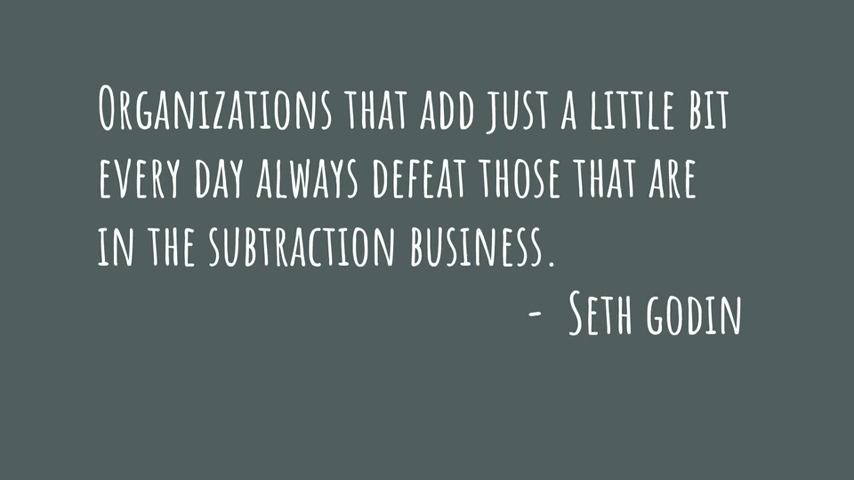 Organizations that add just a little bit
every day always defeat those that are
in the subtraction business.
- Seth Godin